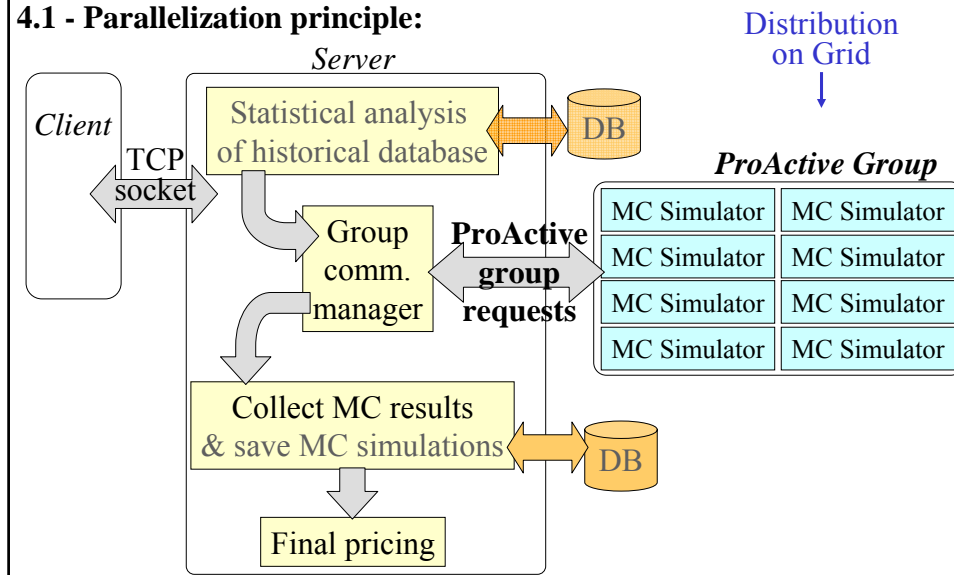 4.1 - Parallelization principle:
Distribution
on Grid
Server
Client
TCP
socket
Statistical analysis
of historical database
DB
ProActive Group
Group
comm.
manager
ProActive
group
requests
MC Simulator
MC Simulator
MC Simulator
MC Simulator
MC Simulator
MC Simulator
MC Simulator
MC Simulator
Collect MC results
& save MC simulations
DB
Final pricing